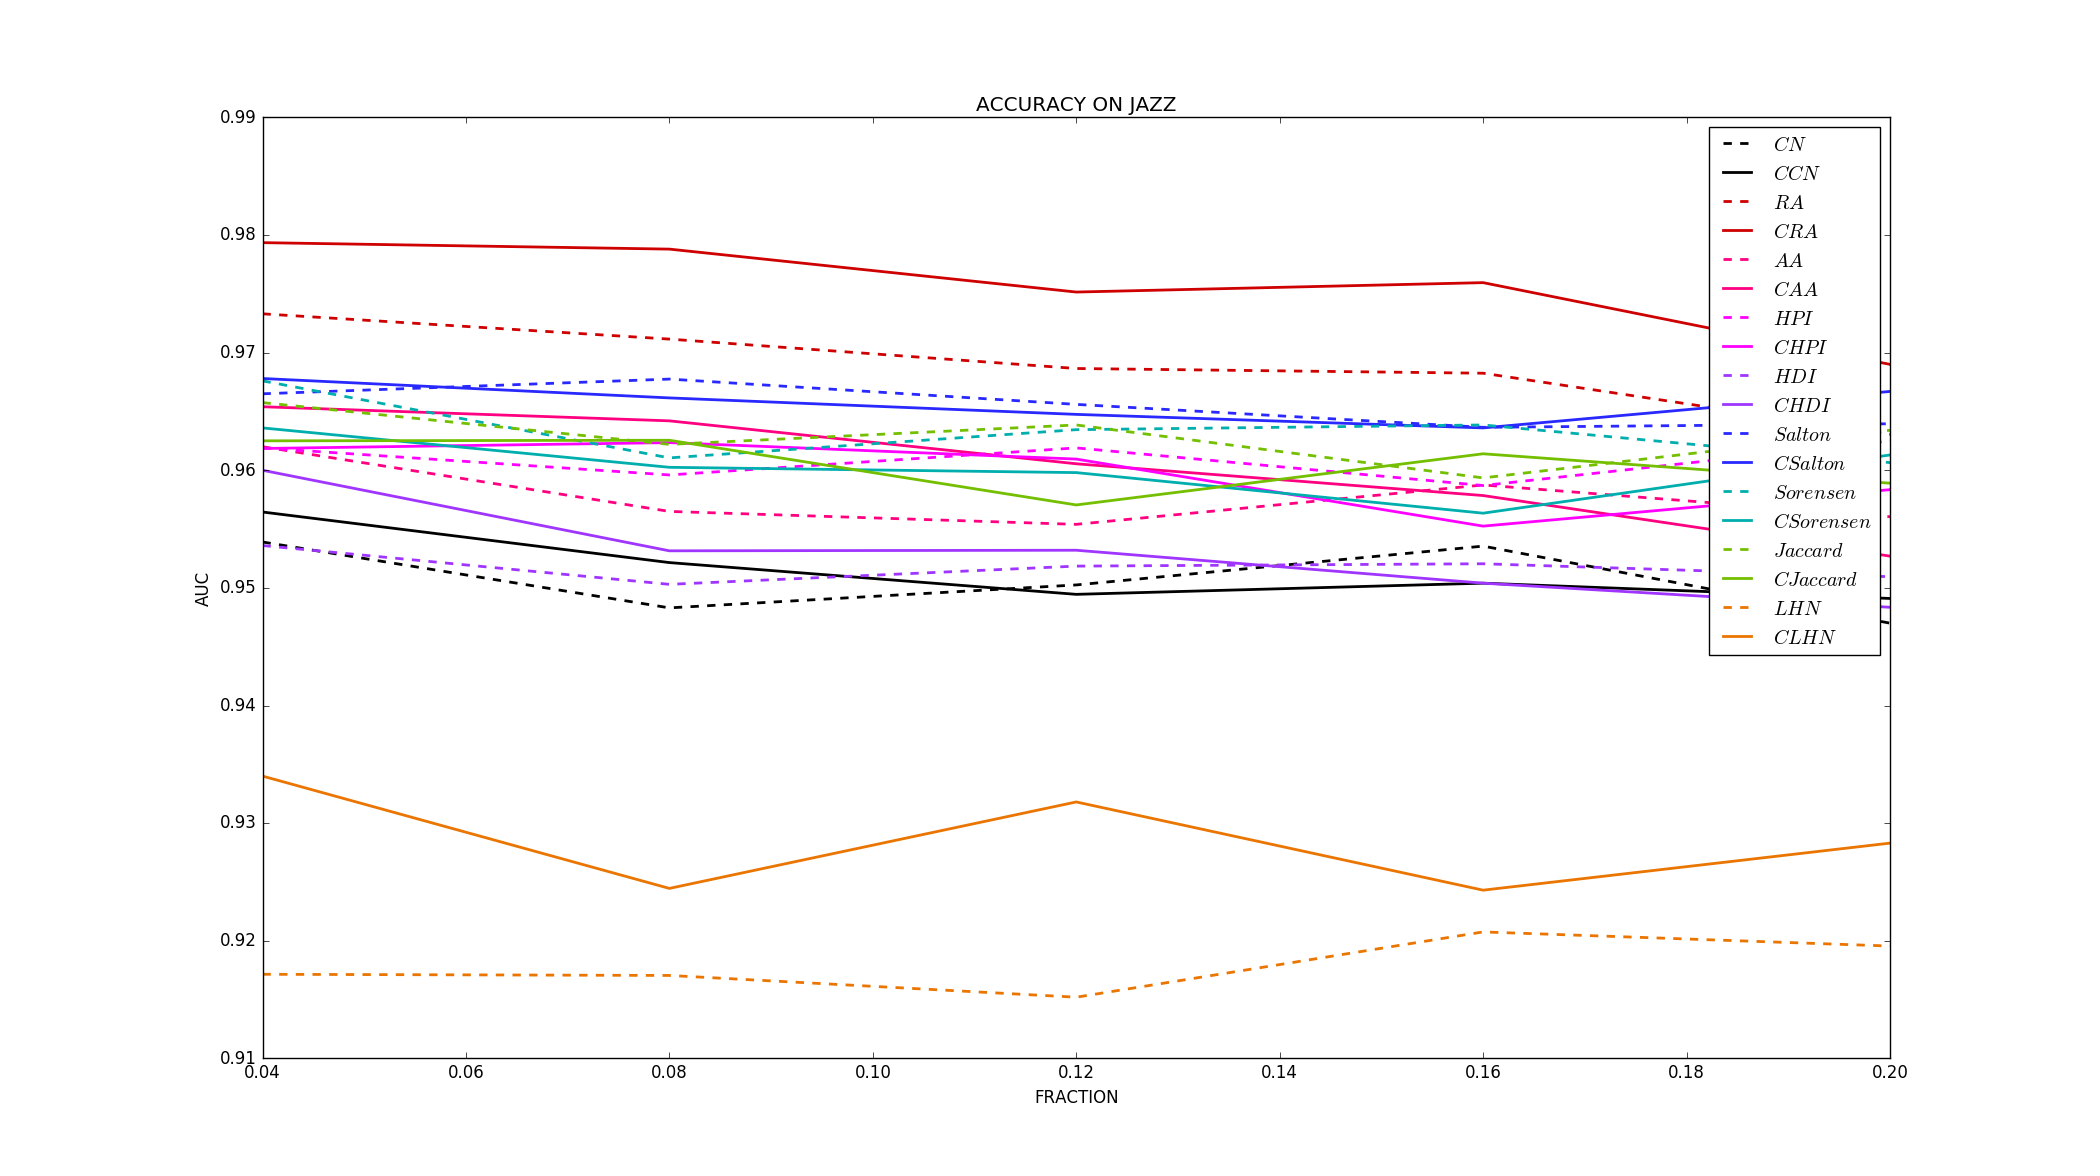 ACCURACY ON JAZZ
0.99
0.98
0.97
0.96
0.95
0.94
0.93
0.92
0.91
AUC
CN
CCN
RA
CRA
AA
CAA
HPI
CHPI
HDI
CHDI
Salton
CSalton
Sorensen
CSorensen
Jaccard
CJaccard
LHN
CLHN
0.04 0.06 0.08 0.10 0.12 0.14 0.16 0.18 0.20
FRACTION